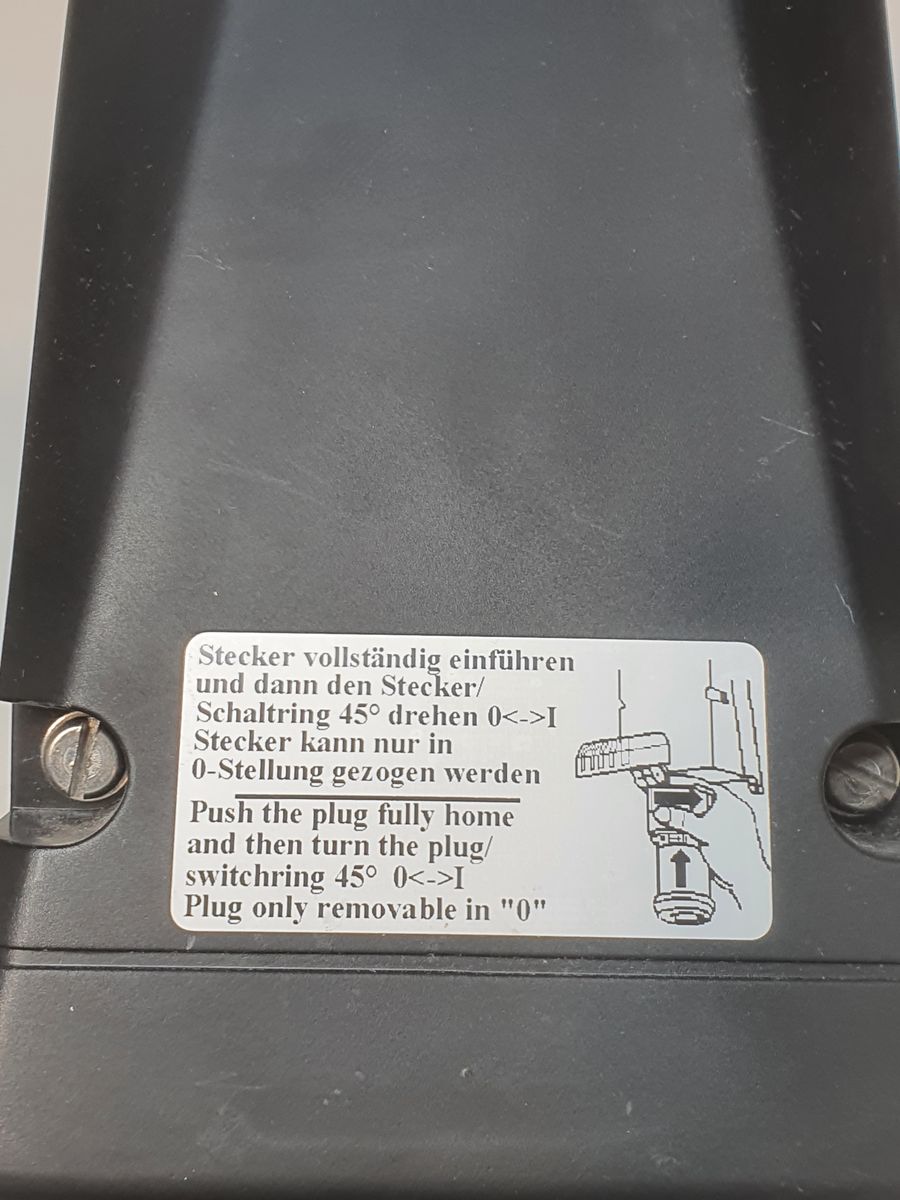 Stecker vollständig einführen
und dann den Stecker/
Schaltring 45° drehen 0<->I
Stecker kann nur in
0-Stellung gezogen werden
Push the plug fully home
and then turn the plug/
switchring 45° 0<->I
Plug only removable in "0"